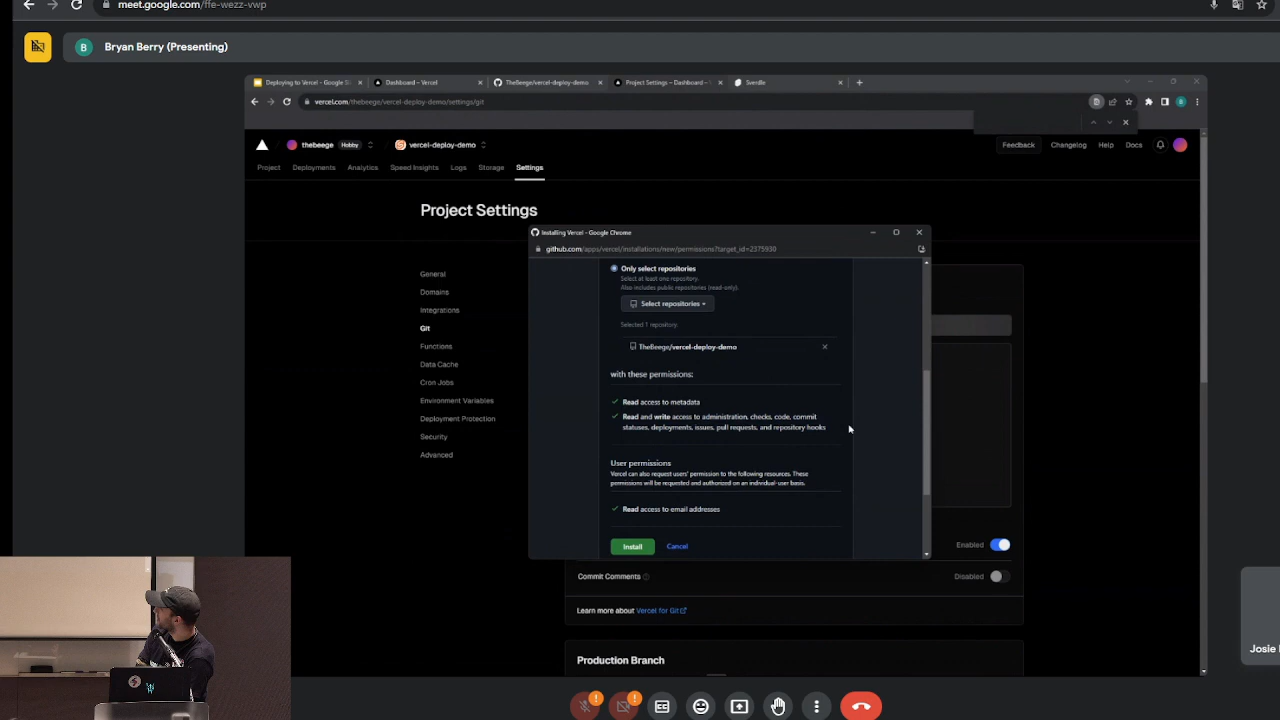 meet.google.com/ffe-wezz-vwp
B
Bryan Berry (Presenting)
Deploying to Vercel - Google S
Dashboard – Vercel
TheBeege/vercel-deploy-demo
Project Settings – Dashboard –
Sveltle
vercel.com/thebeege/vercel-deploy-demo/settings/git
B
thebeege
Hobby
vercel-deploy-demo
Feedback
Changelog
Help
Docs
Project
Deployments
Analytics
Speed Insights
Logs
Storage
Settings
Project Settings
General
Domains
Integrations
Git
Functions
Data Cache
Cron Jobs
Environment Variables
Deployment Protection
Security
Advanced
Installing Vercel - Google Chrome
github.com/apps/vercel/installations/new/permissions?target_id=2375930
Only select repositories
Select at least one repository.
Also includes public repositories (read-only).
Select repositories
Selected 1 repository.
TheBeege/vercel-deploy-demo
with these permissions:
Read access to metadata
Read and write access to administration, checks, code, commit
statuses, deployments, issues, pull requests, and repository hooks
User permissions
Vercel can also request users' permission to the following resources. These
permissions will be requested and authorized on an individual-user basis.
Read access to email addresses
Install
Cancel
Enabled
Commit Comments
Disabled
Learn more about Vercel for Git
Production Branch
Josie